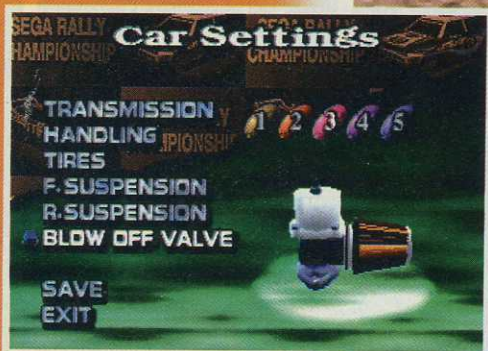 SEGA RALLY
CHAMPIONSHIP
Car Settings
TRANSMISSION
HANDLING
TIRES
F.SUSPENSION
R.SUSPENSION
BLOW OFF VALVE
SAVE
EXIT
1 2 3 4 5